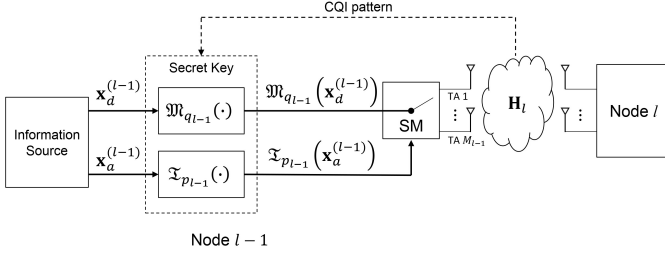 CQI pattern
Secret Key
Information
Source
𝐱_d^{(l−1)}
𝔐_{q_{l−1}}(·)
𝔐_{q_{l−1}}(𝐱_d^{(l−1)})
𝐱_a^{(l−1)}
𝔗_{p_{l−1}}(·)
𝔗_{p_{l−1}}(𝐱_a^{(l−1)})
SM
TA 1
⋮
TA M_{l−1}
𝐇_l
⋮
Node l
Node l − 1